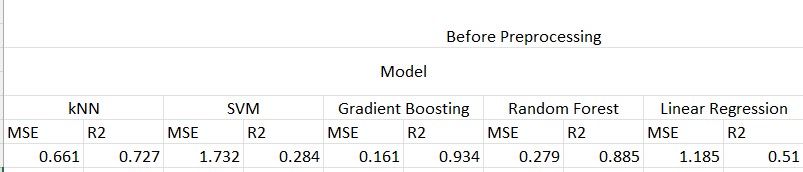 Before Preprocessing
Model
kNN SVM Gradient Boosting Random Forest Linear Regression
MSE R2 MSE R2 MSE R2 MSE R2 MSE R2
0.661 0.727 1.732 0.284 0.161 0.934 0.279 0.885 1.185 0.51